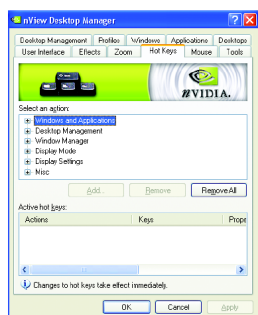 nView Desktop Manager
Desktop Management Profiles Windows Applications Desktops
User Interface Effects Zoom Hot Keys Mouse Tools
NVIDIA.
Select an action:
Windows and Applications
Desktop Management
Window Manager
Display Mode
Display Settings
Misc
Add... Remove Remove All
Active hot keys:
Actions Keys Prope
Changes to hot keys take effect immediately.
OK Cancel Apply